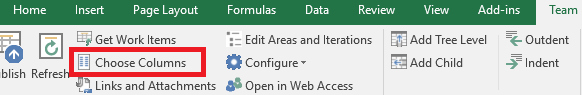 Home Insert Page Layout Formulas Data Review View Add-ins Team
Get Work Items Edit Areas and Iterations Add Tree Level Outdent
Publish Refresh Choose Columns Configure Add Child Indent
Links and Attachments Open in Web Access